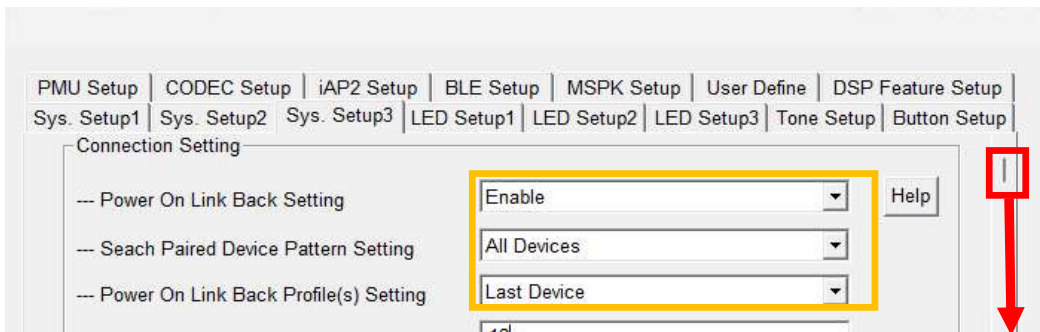 PMU Setup CODEC Setup iAP2 Setup BLE Setup MSPK Setup User Define DSP Feature Setup
Sys. Setup1 Sys. Setup2 Sys. Setup3 LED Setup1 LED Setup2 LED Setup3 Tone Setup Button Setup
Connection Setting
--- Power On Link Back Setting Enable Help
--- Seach Paired Device Pattern Setting All Devices
--- Power On Link Back Profile(s) Setting Last Device